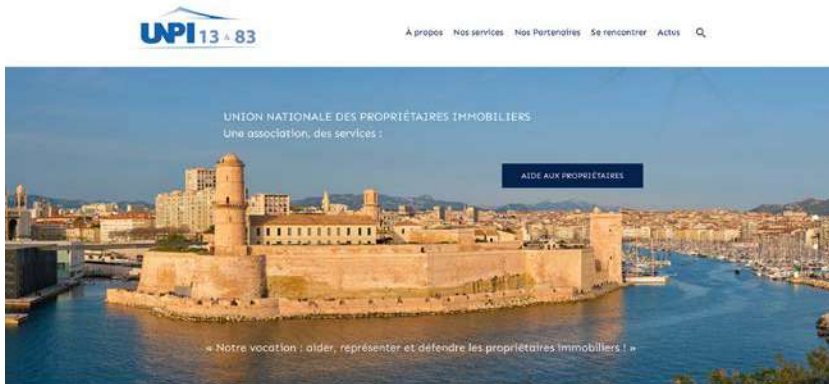 UNPI 13 & 83
À propos Nos services Nos Partenaires Se rencontrer Actus
UNION NATIONALE DES PROPRIÉTAIRES IMMOBILIERS
Une association, des services :
AIDE AUX PROPRIÉTAIRES
« Notre vocation : aider, représenter et défendre les propriétaires immobiliers ! »